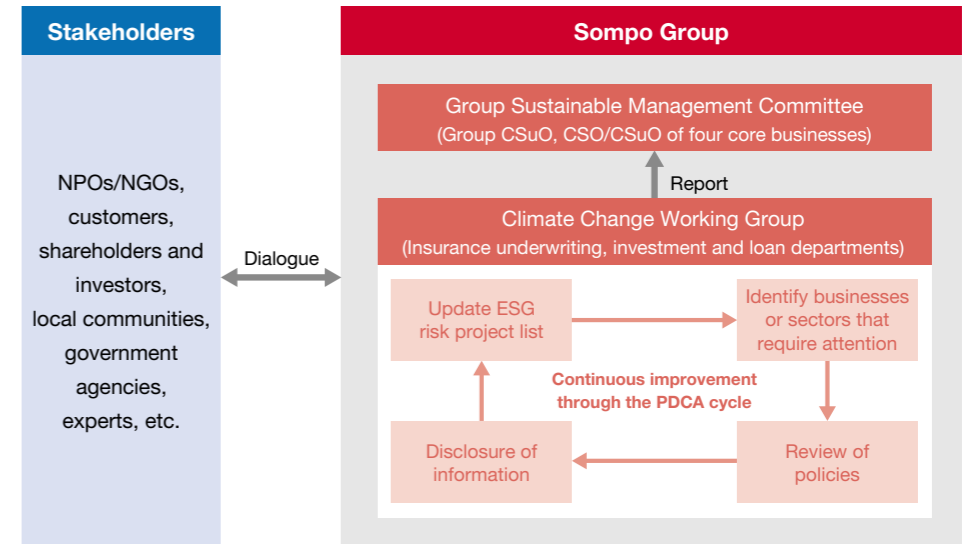 Stakeholders
NPOs/NGOs,
customers,
shareholders and
investors,
local communities,
government
agencies,
experts, etc.
Dialogue
Sompo Group
Group Sustainable Management Committee
(Group CSuO, CSO/CSuO of four core businesses)
Report
Climate Change Working Group
(Insurance underwriting, investment and loan departments)
Update ESG
risk project list
Identify businesses
or sectors that
require attention
Continuous improvement
through the PDCA cycle
Disclosure of
information
Review of
policies